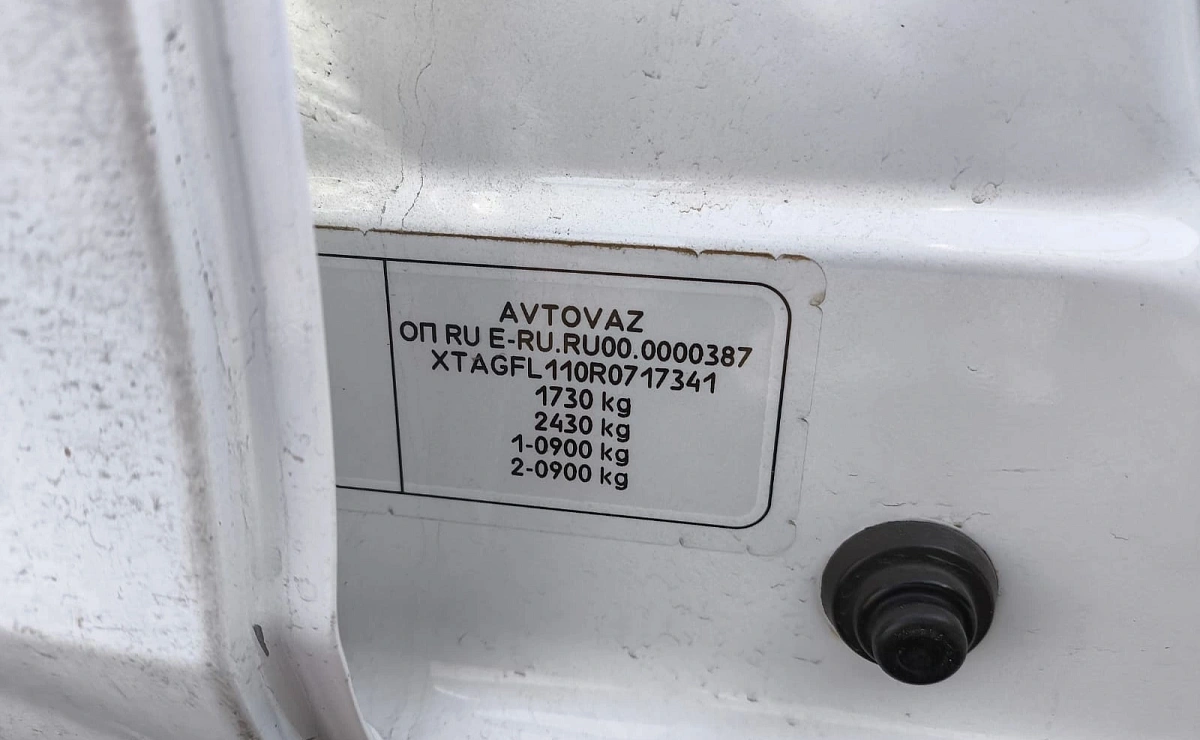 AVTOVAZ
ОП RU E-RU.RU00.0000387
XTAGFL110R0717341
1730 kg
2430 kg
1-0900 kg
2-0900 kg